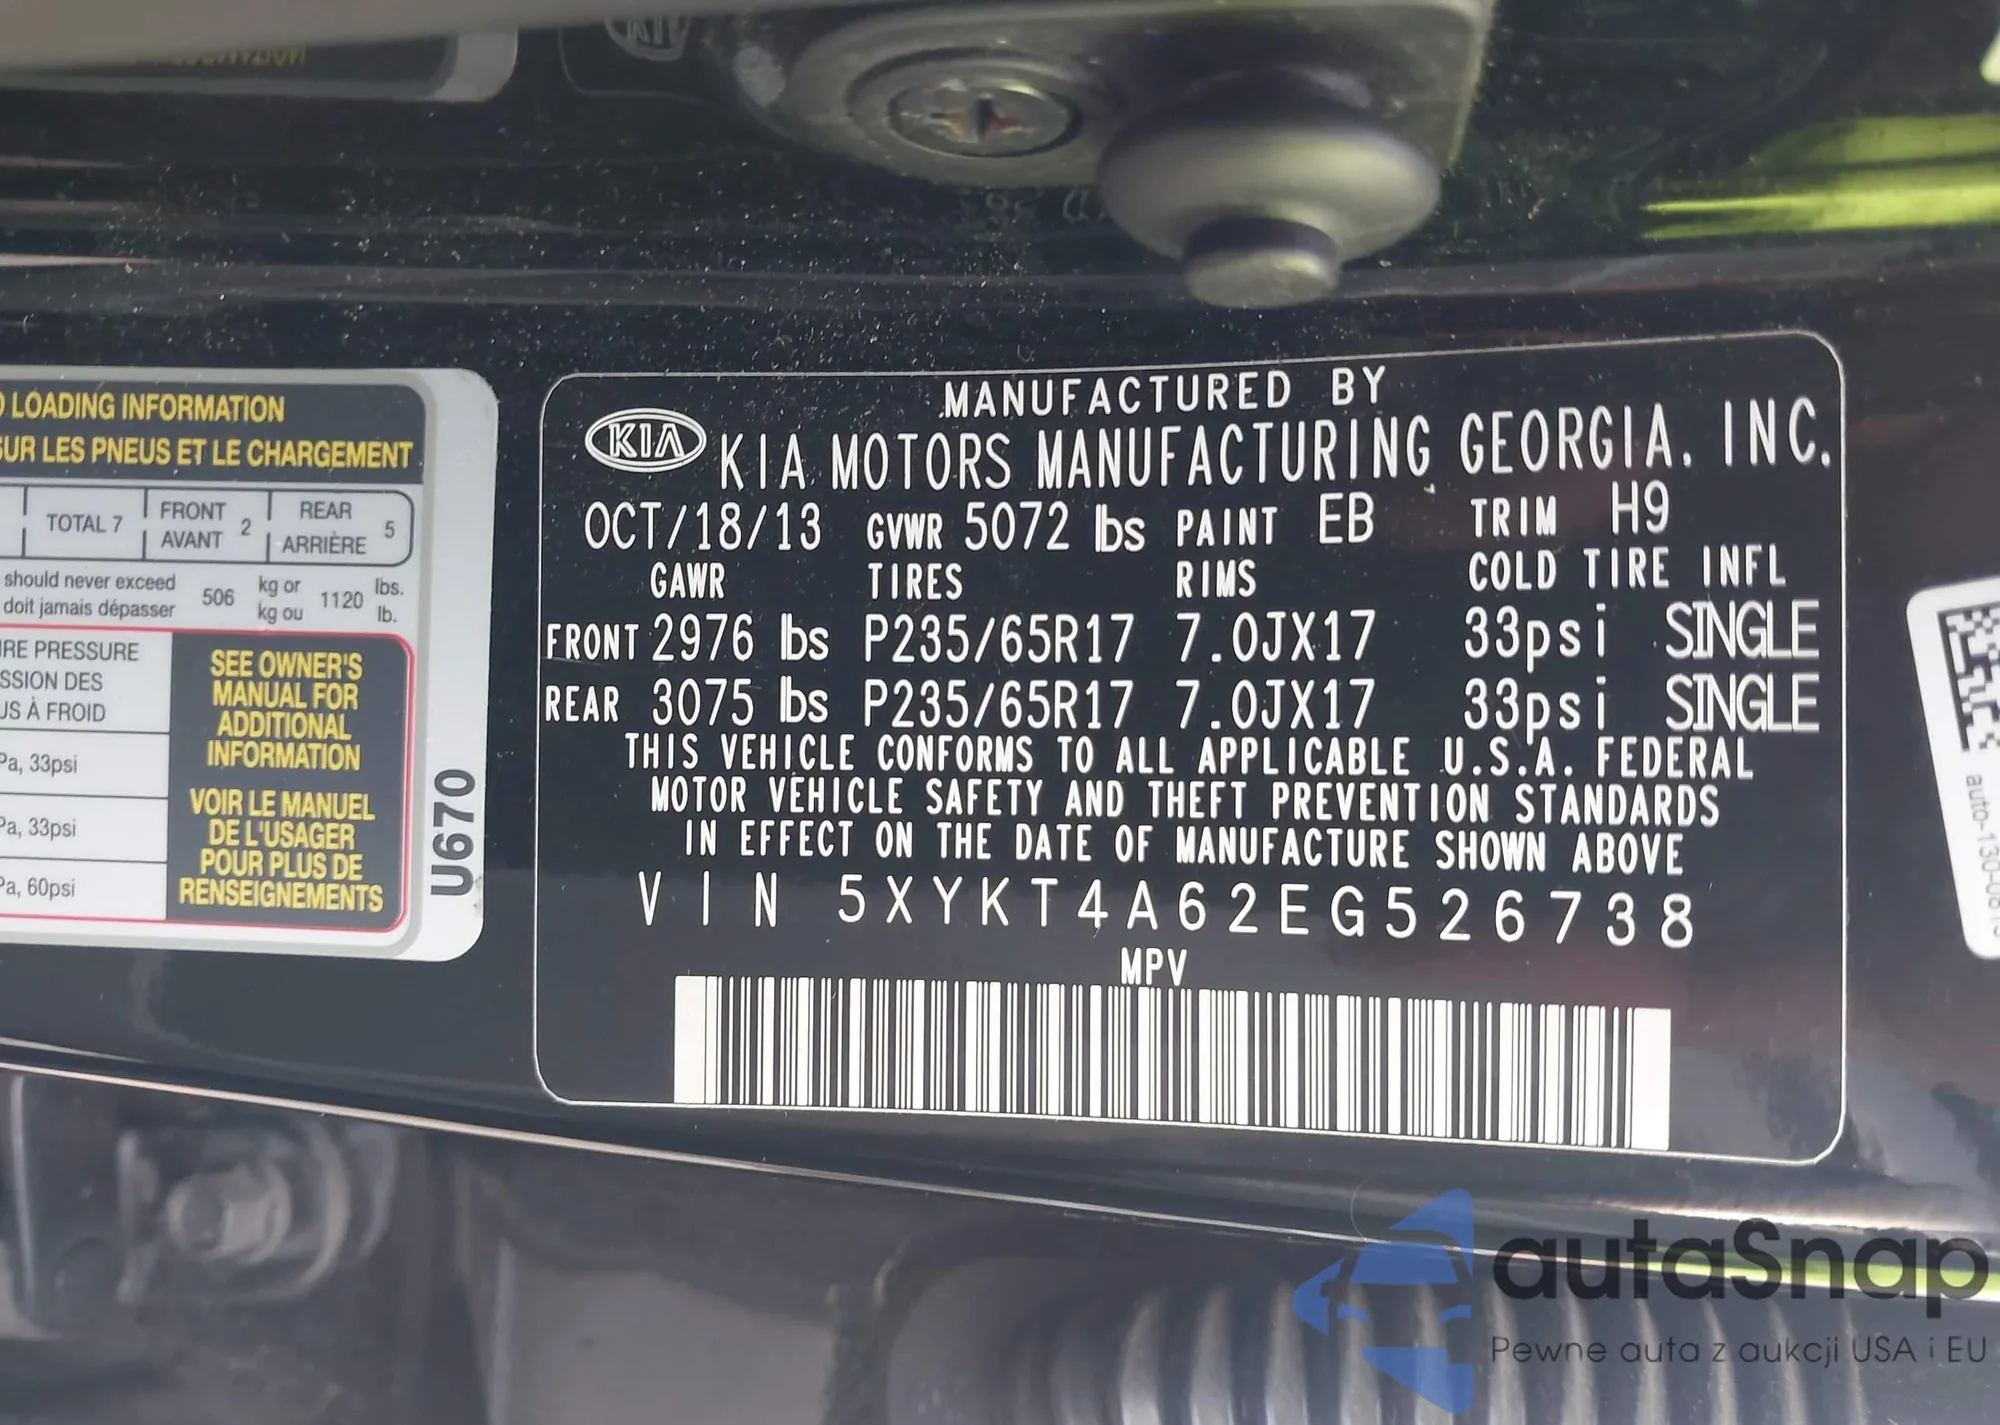 LOADING INFORMATION
SUR LES PNEUS ET LE CHARGEMENT
TOTAL 7
FRONT
AVANT 2
REAR
ARRIÈRE 5
should never exceed
doit jamais dépasser
506
kg or
kg ou
1120
lbs.
lb.
PRESSURE
DES
À FROID
33psi
33psi
60psi
SEE OWNER'S
MANUAL FOR
ADDITIONAL
INFORMATION
VOIR LE MANUEL
DE L'USAGER
POUR PLUS DE
RENSEIGNEMENTS
U670
MANUFACTURED BY
KIA KIA MOTORS MANUFACTURING GEORGIA. INC.
OCT/18/13 GVWR 5072 lbs PAINT EB TRIM H9
GAWR TIRES RIMS COLD TIRE INFL
FRONT 2976 lbs P235/65R17 7.0JX17 33psi SINGLE
REAR 3075 lbs P235/65R17 7.0JX17 33psi SINGLE
THIS VEHICLE CONFORMS TO ALL APPLICABLE U.S.A. FEDERAL
MOTOR VEHICLE SAFETY AND THEFT PREVENTION STANDARDS
IN EFFECT ON THE DATE OF MANUFACTURE SHOWN ABOVE
VIN 5XYKT4A62EG526738
MPV
autaSnap
Pewne auta z aukcji USA i EU